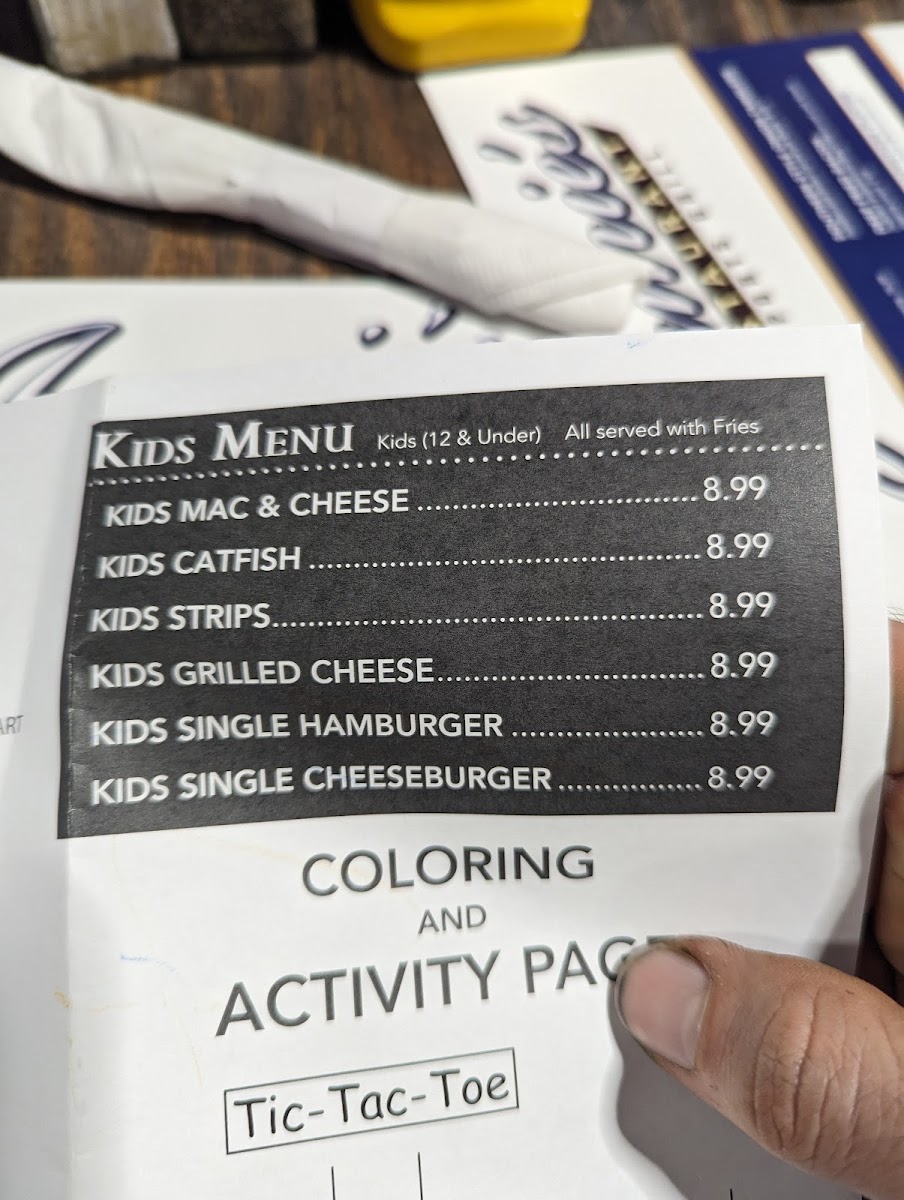 KIDS MENU Kids (12 & Under) All served with Fries
KIDS MAC & CHEESE ........................................ 8.99
KIDS CATFISH ........................................................ 8.99
KIDS STRIPS............................................................. 8.99
KIDS GRILLED CHEESE...................................... 8.99
KIDS SINGLE HAMBURGER ........................... 8.99
KIDS SINGLE CHEESEBURGER .................... 8.99
ART
COLORING
AND
ACTIVITY PAG
Tic-Tac-Toe